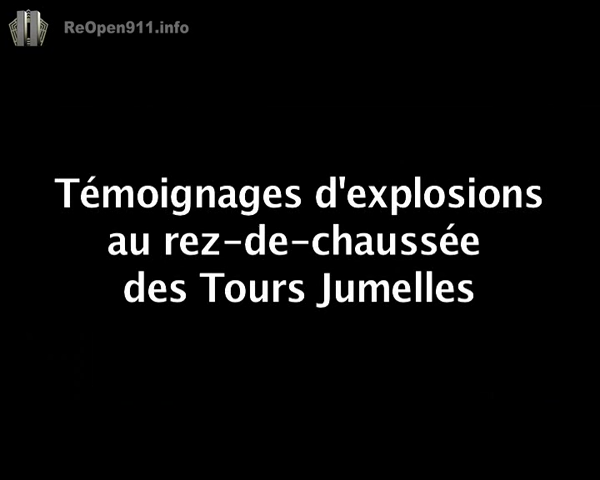 ReOpen911.info
Témoignages d'explosions
au rez-de-chaussée
des Tours Jumelles